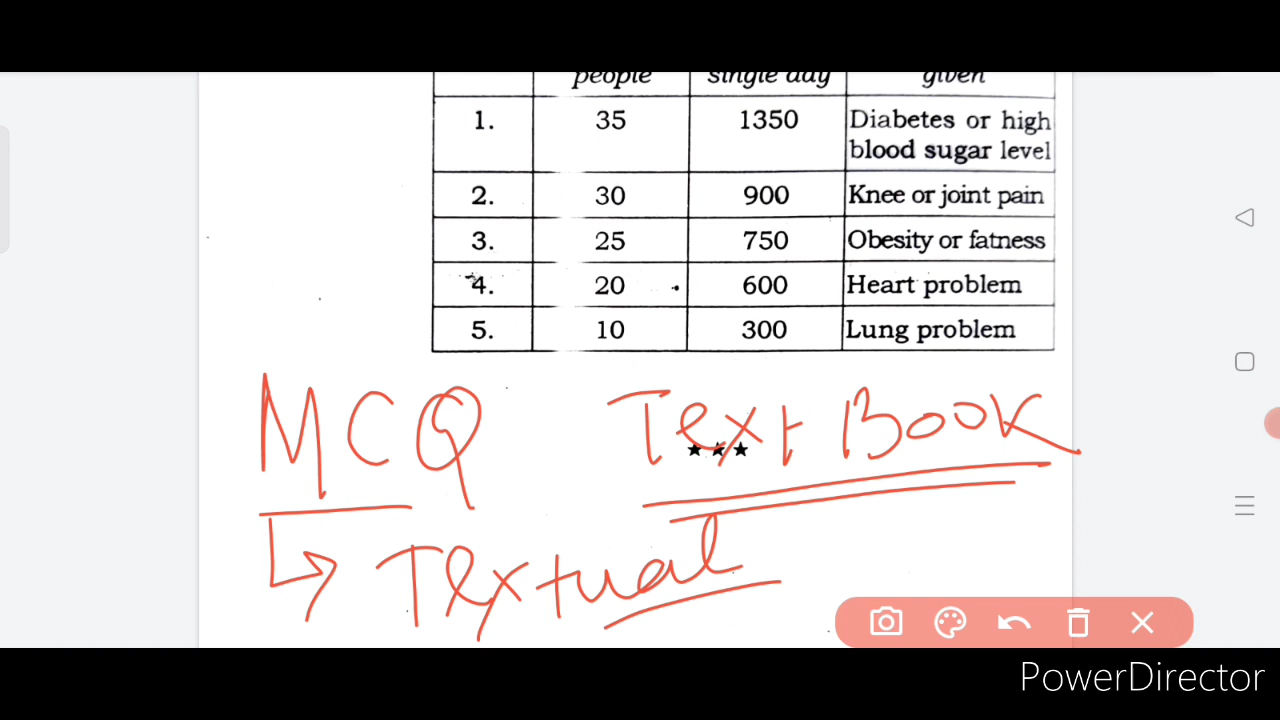 people single day given
1. 35 1350 Diabetes or high
blood sugar level
2. 30 900 Knee or joint pain
3. 25 750 Obesity or fatness
4. 20 600 Heart problem
5. 10 300 Lung problem
MCQ Text Book
★★★
→ Textual
PowerDirector